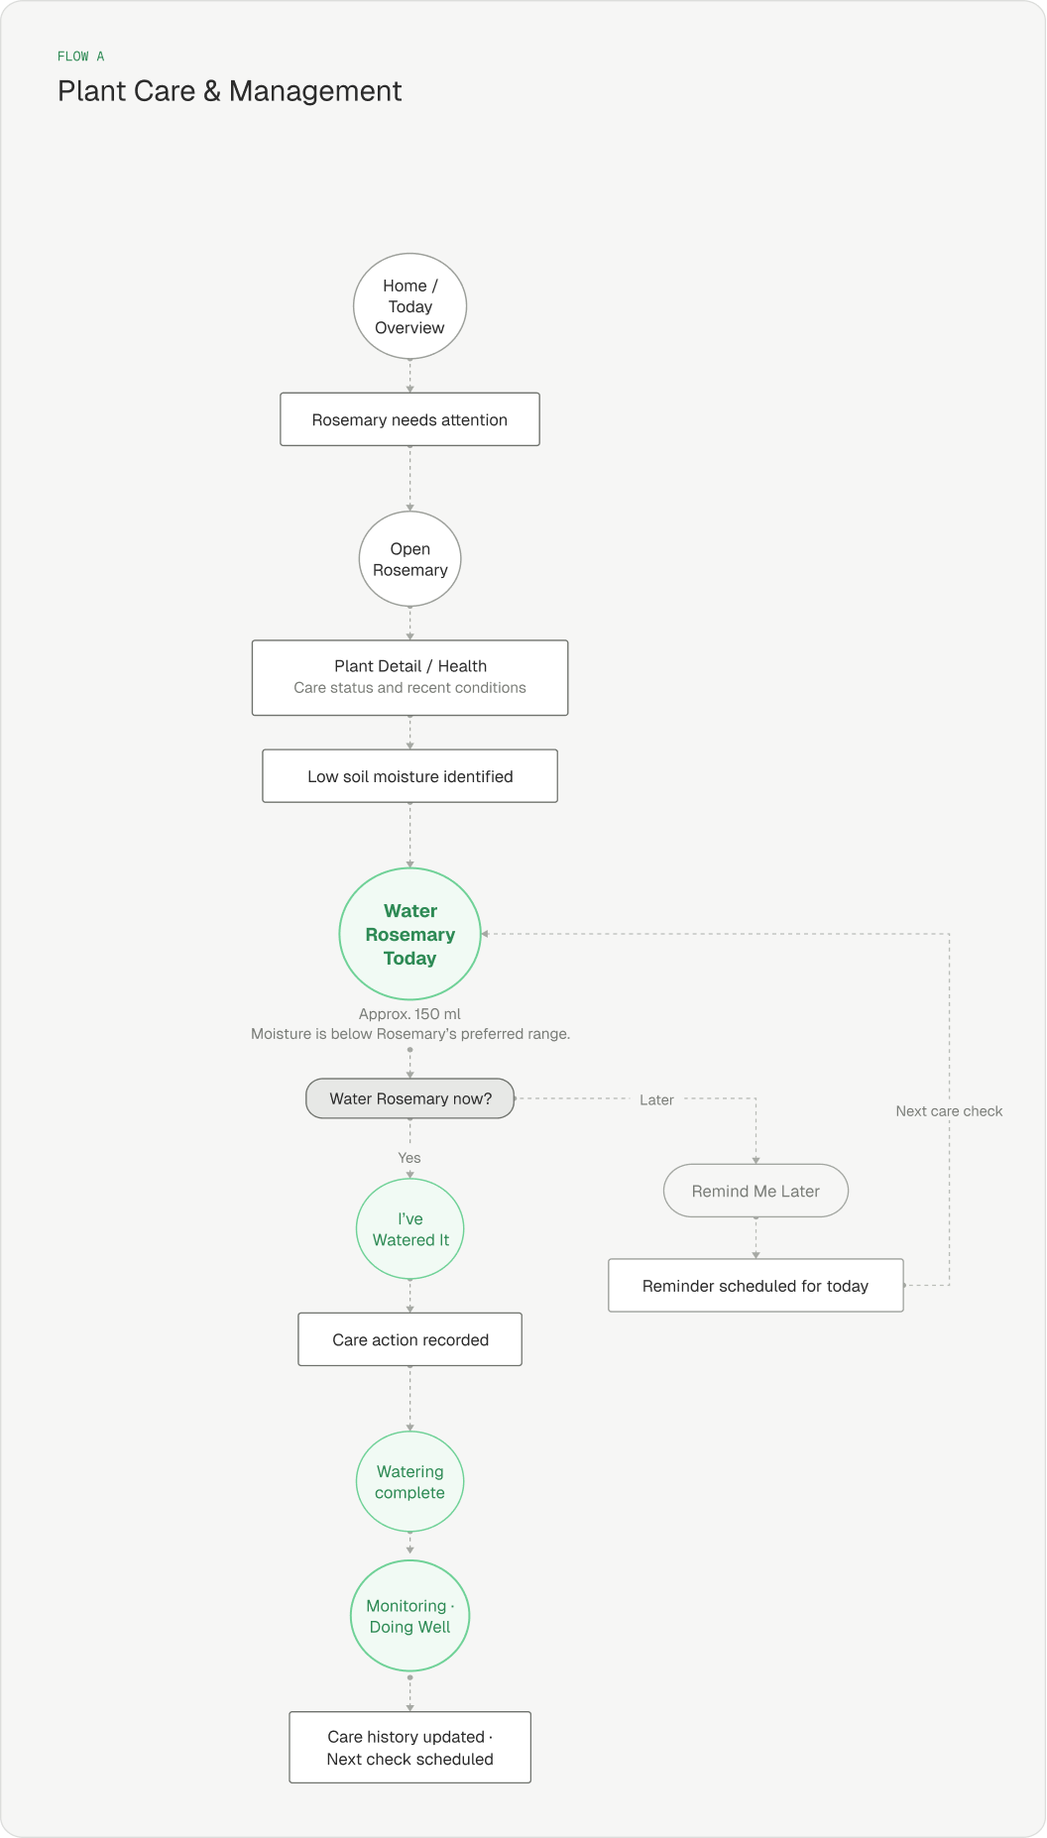 FLOW A
Plant Care & Management
Home /
Today
Overview
Rosemary needs attention
Open
Rosemary
Plant Detail / Health
Care status and recent conditions
Low soil moisture identified
Water
Rosemary
Today
Approx. 150 ml
Moisture is below Rosemary’s preferred range.
Water Rosemary now?
Later
Next care check
Yes
Remind Me Later
I’ve
Watered It
Reminder scheduled for today
Care action recorded
Watering
complete
Monitoring ·
Doing Well
Care history updated ·
Next check scheduled